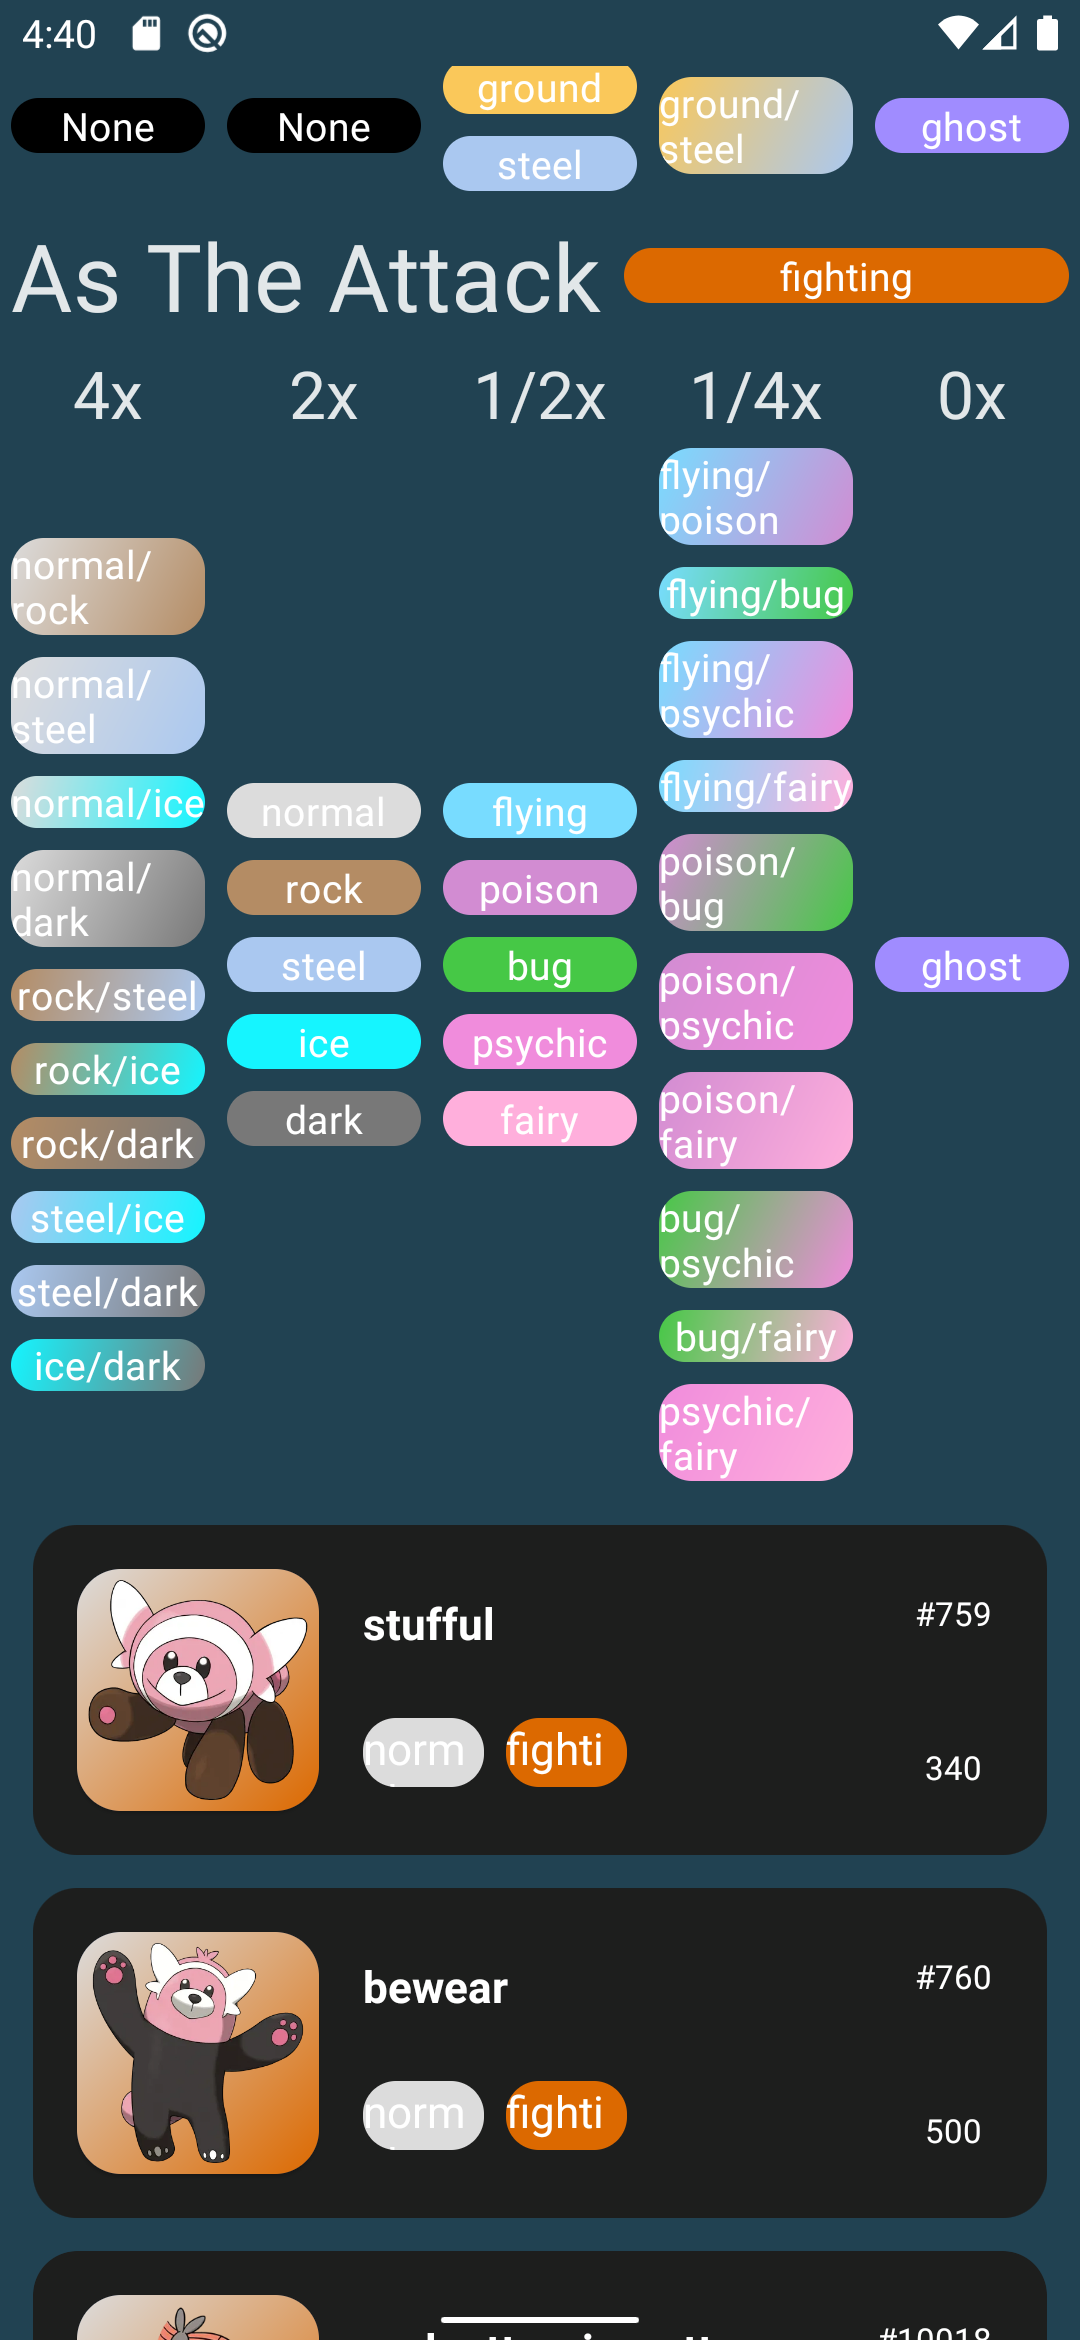 4:40
None
None
ground
steel
ground/
steel
ghost
As The Attack
fighting
4x
2x
1/2x
1/4x
0x
normal/
rock
normal/
steel
normal/ice
normal/
dark
rock/steel
rock/ice
rock/dark
steel/ice
steel/dark
ice/dark
normal
rock
steel
ice
dark
flying
poison
bug
psychic
fairy
flying/
poison
flying/bug
flying/
psychic
flying/fairy
poison/
bug
poison/
psychic
poison/
fairy
bug/
psychic
bug/fairy
psychic/
fairy
ghost
stufful
#759
norm
fighti
340
bewear
#760
norm
fighti
500
#10018